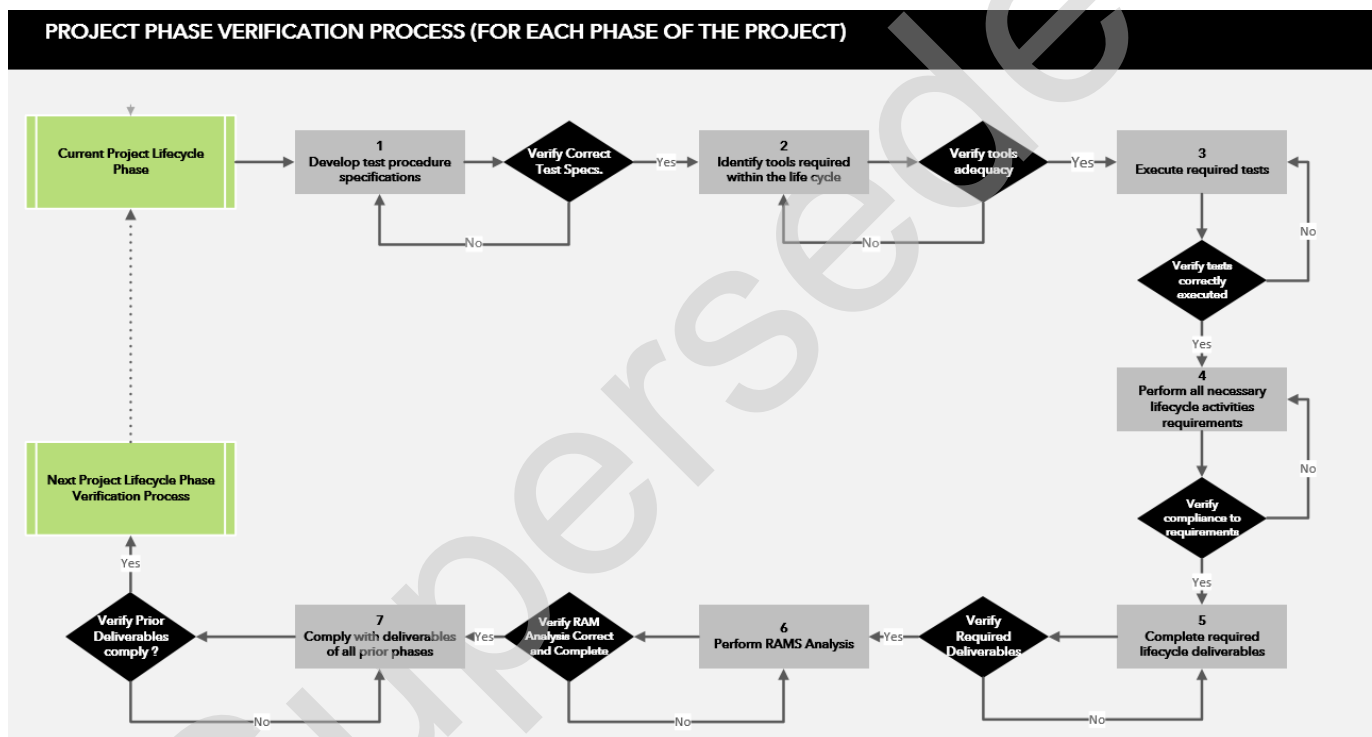 PROJECT PHASE VERIFICATION PROCESS (FOR EACH PHASE OF THE PROJECT)
Current Project Lifecycle
Phase
1
Develop test procedure
specifications
Verify Correct
Test Specs.
Yes
No
2
Identify tools required
within the life cycle
Verify tools
adequacy
Yes
No
3
Execute required tests
No
Verify tests
correctly
executed
Yes
4
Perform all necessary
lifecycle activities
requirements
No
Verify
compliance to
requirements
Yes
5
Complete required
lifecycle deliverables
Verify
Required
Deliverables
Yes
No
6
Perform RAMS Analysis
Verify RAM
Analysis Correct
and Complete
Yes
No
7
Comply with deliverables
of all prior phases
Verify Prior
Deliverables
comply ?
No
Yes
Next Project Lifecycle Phase
Verification Process
Supersede